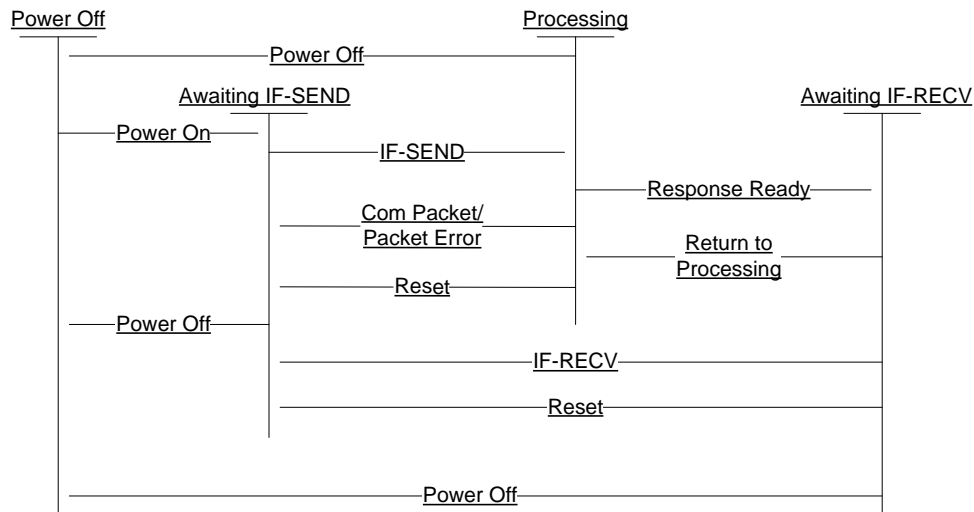 Power Off
Processing
Power Off
Awaiting IF-SEND
Awaiting IF-RECV
Power On
IF-SEND
Response Ready
Com Packet/
Packet Error
Return to
Processing
Reset
Power Off
IF-RECV
Reset
Power Off